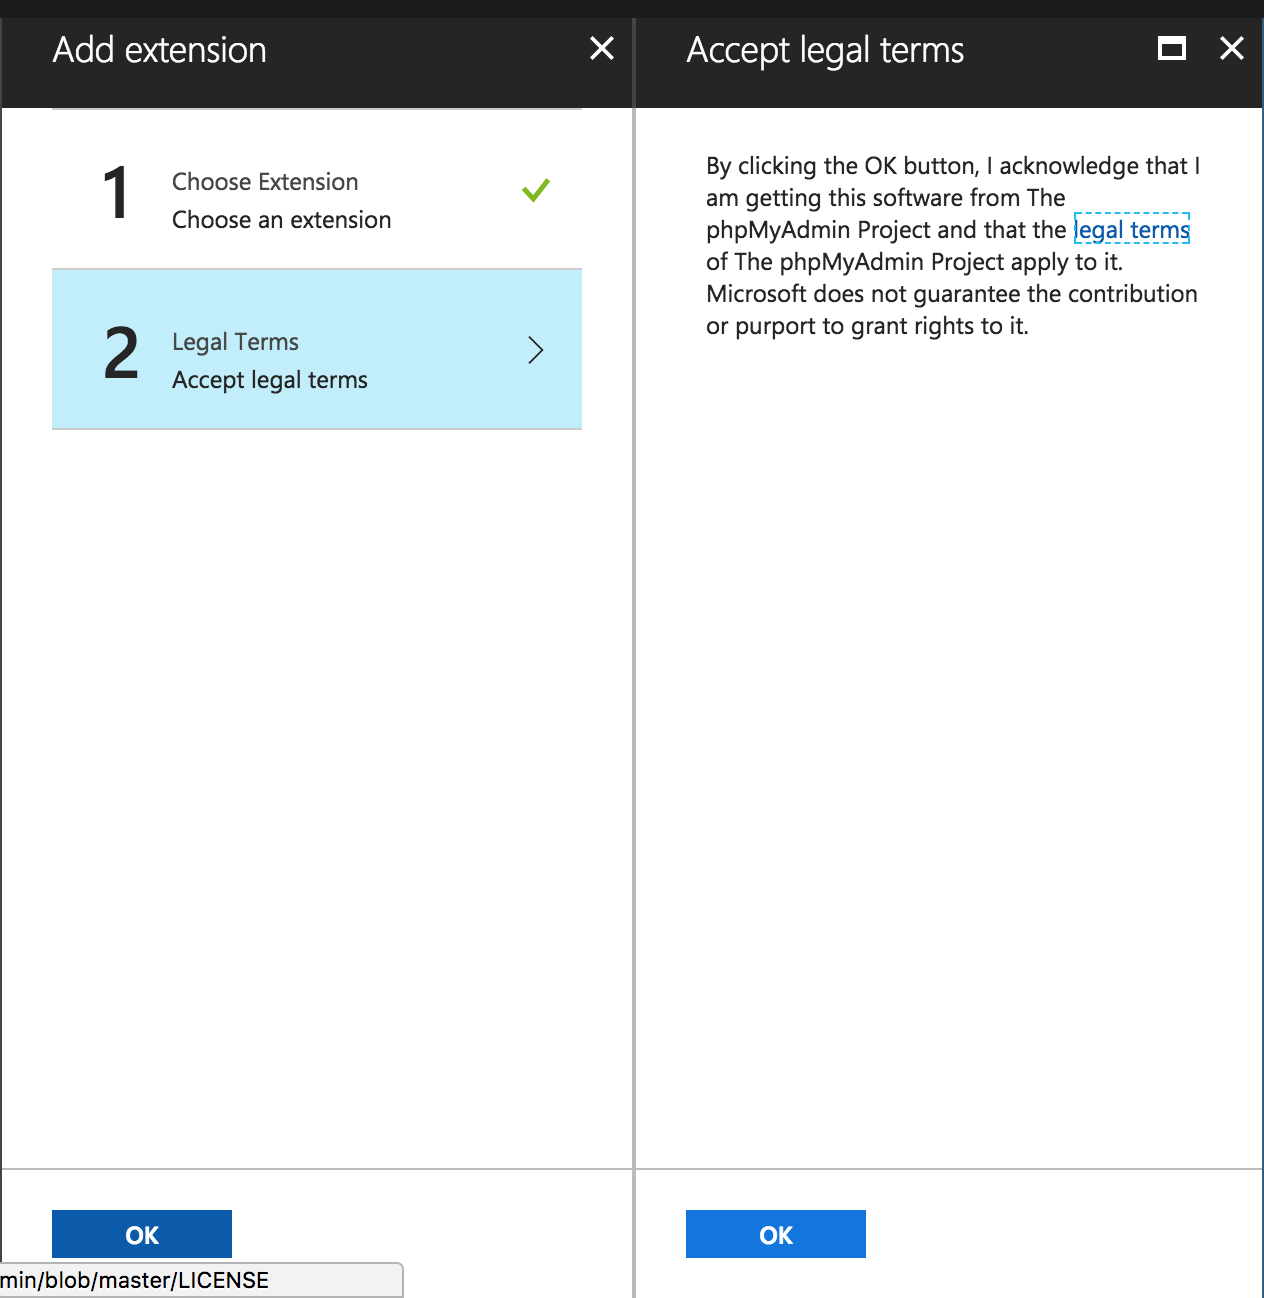 Add extension
1
Choose Extension
Choose an extension
2
Legal Terms
Accept legal terms
OK
min/blob/master/LICENSE
Accept legal terms
By clicking the OK button, I acknowledge that I
am getting this software from The
phpMyAdmin Project and that the legal terms
of The phpMyAdmin Project apply to it.
Microsoft does not guarantee the contribution
or purport to grant rights to it.
OK